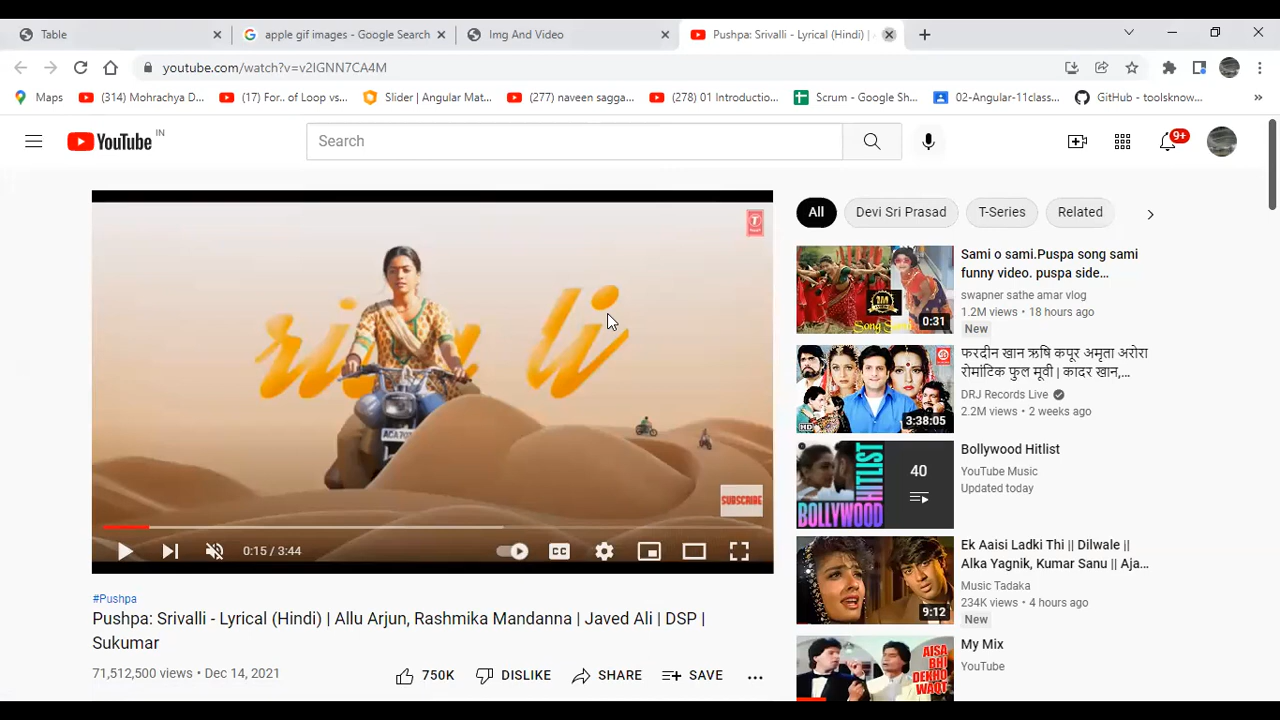 Table
apple gif images - Google Search
Img And Video
Pushpa: Srivalli - Lyrical (Hindi) |
youtube.com/watch?v=v2IGNN7CA4M
Maps
(314) Mohrachya D...
(17) For.. of Loop vs...
Slider | Angular Mat...
(277) naveen sagga...
(278) 01 Introductio...
Scrum - Google Sh...
02-Angular-11class...
GitHub - toolsknow...
YouTube IN
Search
9+
SUBSCRIBE
0:15 / 3:44
CC
#Pushpa
Pushpa: Srivalli - Lyrical (Hindi) | Allu Arjun, Rashmika Mandanna | Javed Ali | DSP |
Sukumar
71,512,500 views • Dec 14, 2021
750K
DISLIKE
SHARE
SAVE
All
Devi Sri Prasad
T-Series
Related
0:31
Sami o sami.Puspa song sami
funny video. puspa side...
swapner sathe amar vlog
1.2M views • 18 hours ago
New
3:38:05
फरदीन खान ऋषि कपूर अमृता अरोरा
रोमांटिक फुल मूवी | कादर खान,...
DRJ Records Live
2.2M views • 2 weeks ago
BOLLYWOOD
HITLIST
40
Bollywood Hitlist
YouTube Music
Updated today
9:12
Ek Aaisi Ladki Thi || Dilwale ||
Alka Yagnik, Kumar Sanu || Aja...
Music Tadaka
234K views • 4 hours ago
New
AISA
BHI
DEKHO
WAQT
My Mix
YouTube